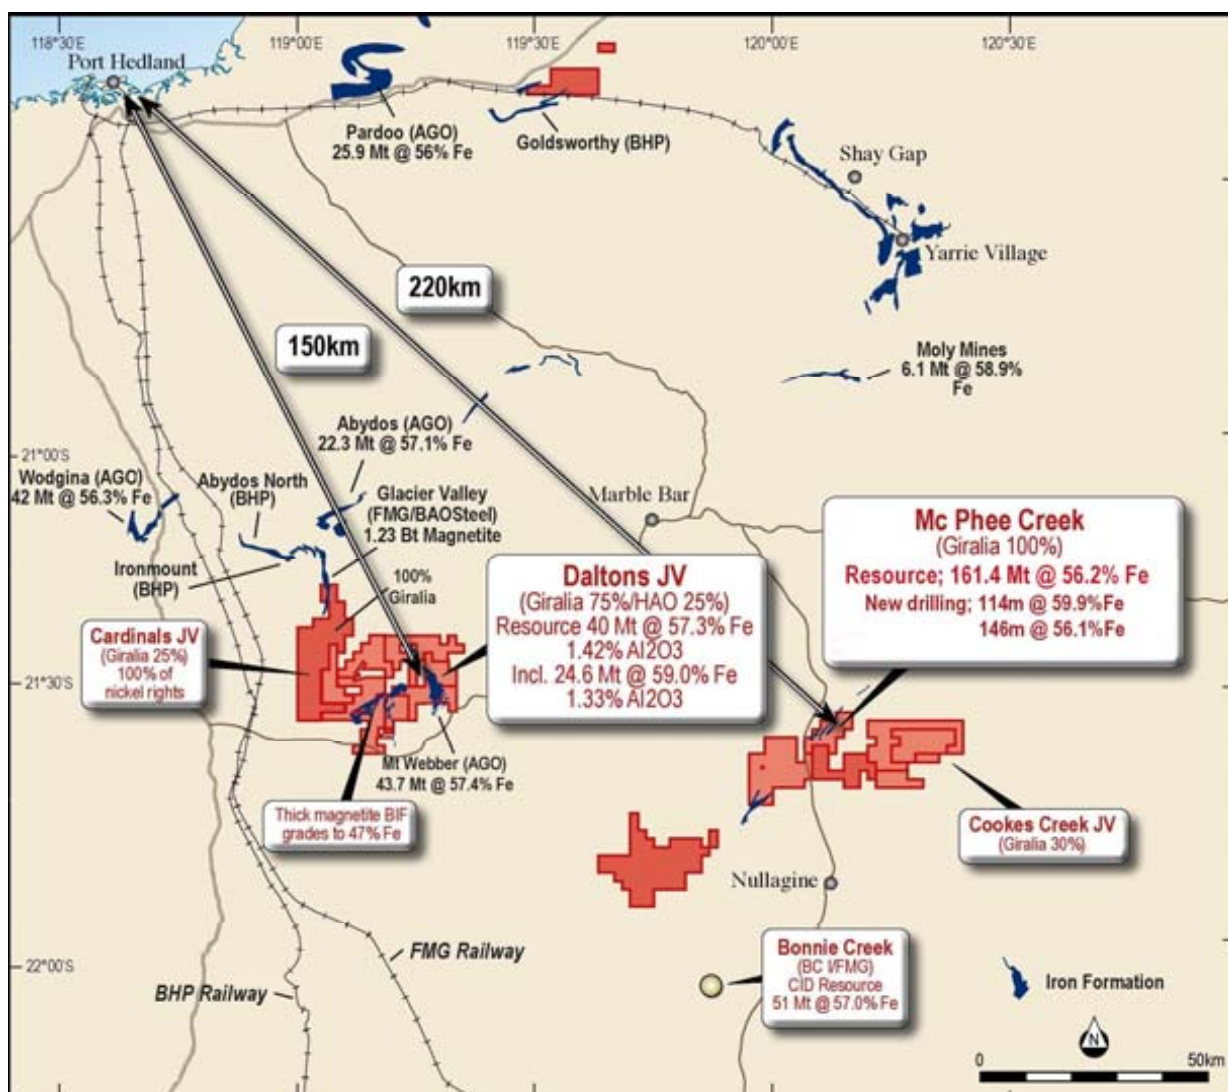 118°30'E
119°00'E
119°30'E
120°00'E
120°30'E
Port Hedland
Pardoo (AGO)
25.9 Mt @ 56% Fe
Goldsworthy (BHP)
Shay Gap
Yarrie Village
220km
150km
Moly Mines
6.1 Mt @ 58.9%
Fe
Abydos (AGO)
22.3 Mt @ 57.1% Fe
21°00'S
Wodgina (AGO)
42 Mt @ 56.3% Fe
Abydos North
(BHP)
Glacier Valley
(FMG/BAOSteel)
1.23 Bt Magnetite
Marble Bar
Ironmount
(BHP)
100%
Giralia
Mc Phee Creek
(Giralia 100%)
Resource; 161.4 Mt @ 56.2% Fe
New drilling; 114m @ 59.9%Fe
146m @ 56.1%Fe
Daltons JV
(Giralia 75%/HAO 25%)
Resource 40 Mt @ 57.3% Fe
1.42% Al2O3
Incl. 24.6 Mt @ 59.0% Fe
1.33% Al2O3
Cardinals JV
(Giralia 25%)
100% of
nickel rights
21°30'S
Mt Webber (AGO)
43.7 Mt @ 57.4% Fe
Thick magnetite BIF
grades to 47% Fe
Cookes Creek JV
(Giralia 30%)
Nullagine
FMG Railway
BHP Railway
22°00'S
Bonnie Creek
(BC I/FMG)
CID Resource
51 Mt @ 57.0% Fe
Iron Formation
N
0
50km